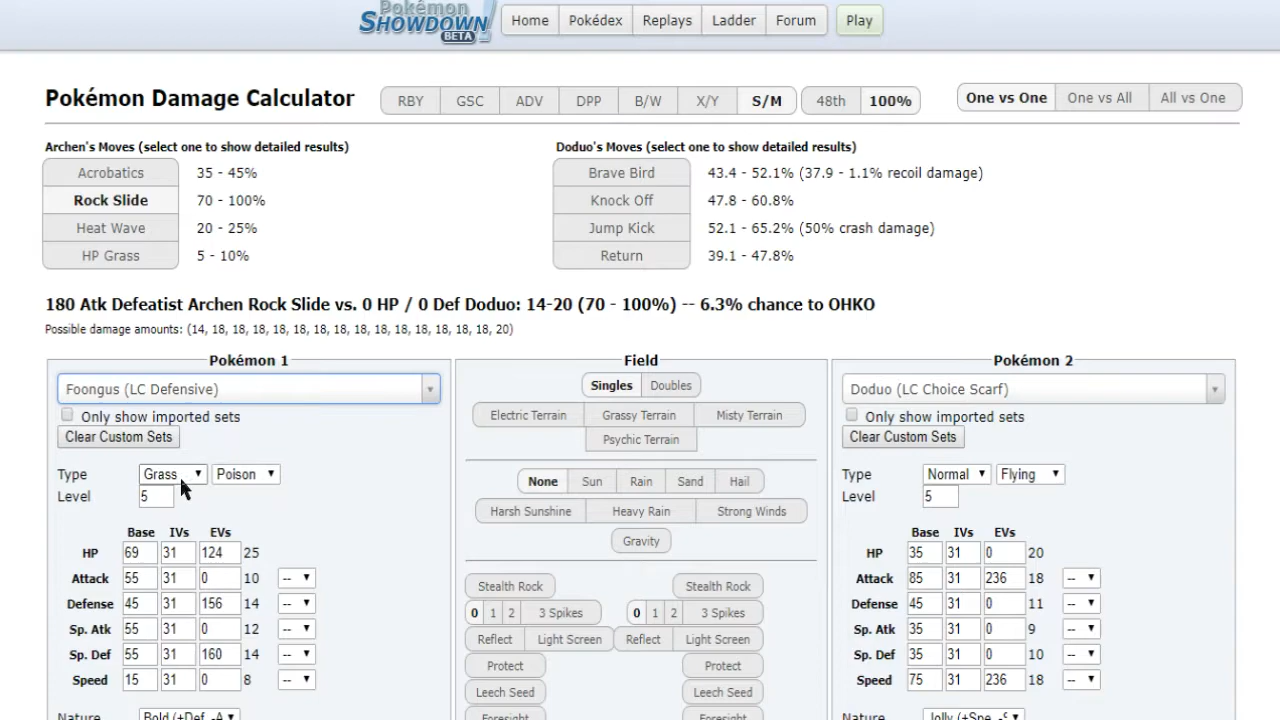 Pokémon
SHOWDOWN!
BETA
Home Pokédex Replays Ladder Forum Play
Pokémon Damage Calculator RBY GSC ADV DPP B/W X/Y S/M 48th 100% One vs One One vs All All vs One
Archen's Moves (select one to show detailed results) Doduo's Moves (select one to show detailed results)
Acrobatics 35 - 45% Brave Bird 43.4 - 52.1% (37.9 - 1.1% recoil damage)
Rock Slide 70 - 100% Knock Off 47.8 - 60.8%
Heat Wave 20 - 25% Jump Kick 52.1 - 65.2% (50% crash damage)
HP Grass 5 - 10% Return 39.1 - 47.8%
180 Atk Defeatist Archen Rock Slide vs. 0 HP / 0 Def Doduo: 14-20 (70 - 100%) -- 6.3% chance to OHKO
Possible damage amounts: (14, 18, 18, 18, 18, 18, 18, 18, 18, 18, 18, 18, 18, 18, 18, 20)
Pokémon 1 Field Pokémon 2
Foongus (LC Defensive) Singles Doubles Doduo (LC Choice Scarf)
Only show imported sets Electric Terrain Grassy Terrain Misty Terrain Only show imported sets
Clear Custom Sets Psychic Terrain Clear Custom Sets
Type Grass Poison None Sun Rain Sand Hail Type Normal Flying
Level 5 Harsh Sunshine Heavy Rain Strong Winds Level 5
Base IVs EVs Gravity Base IVs EVs
HP 69 31 124 25 HP 35 31 0 20
Attack 55 31 0 10 -- Stealth Rock Stealth Rock Attack 85 31 236 18 --
Defense 45 31 156 14 -- 0 1 2 3 Spikes 0 1 2 3 Spikes Defense 45 31 0 11 --
Sp. Atk 55 31 0 12 -- Reflect Light Screen Reflect Light Screen Sp. Atk 35 31 0 9 --
Sp. Def 55 31 160 14 -- Protect Protect Sp. Def 35 31 0 10 --
Speed 15 31 0 8 -- Leech Seed Leech Seed Speed 75 31 236 18 --
Nature Bold (+Def, -A Foresight Foresight Nature Jolly (+Spe, -S